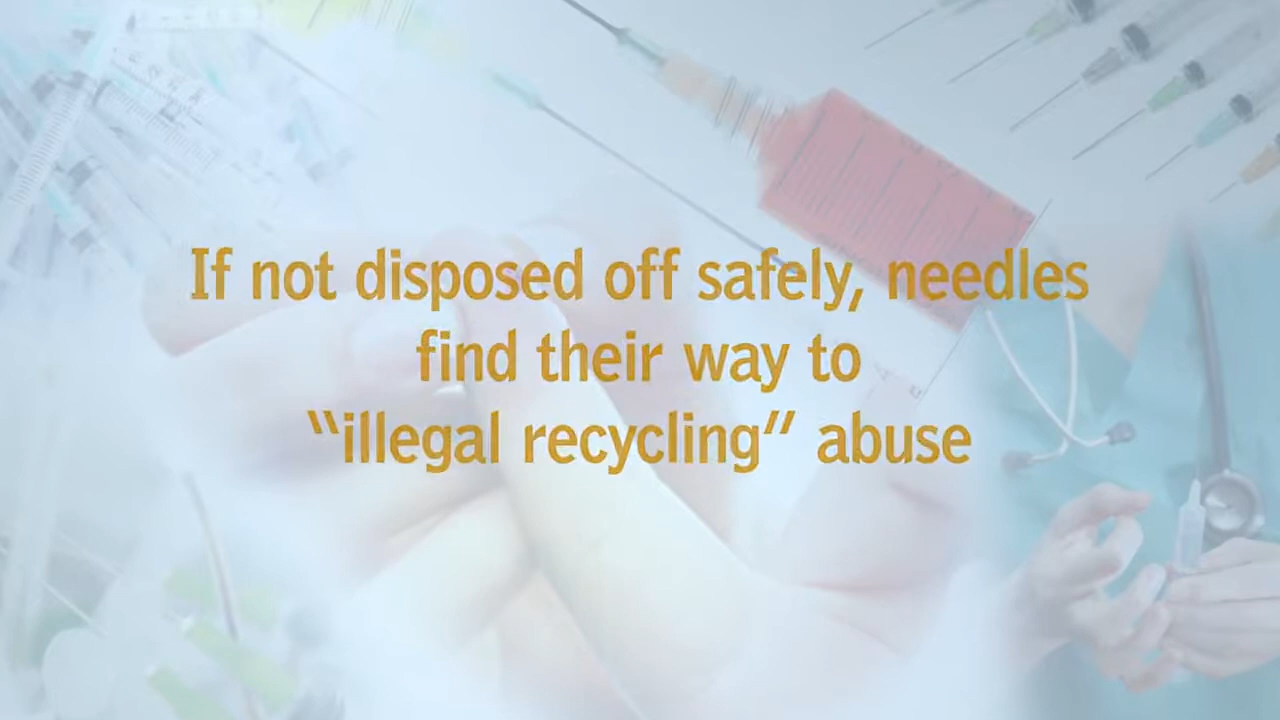 If not disposed off safely, needles
find their way to
“illegal recycling” abuse